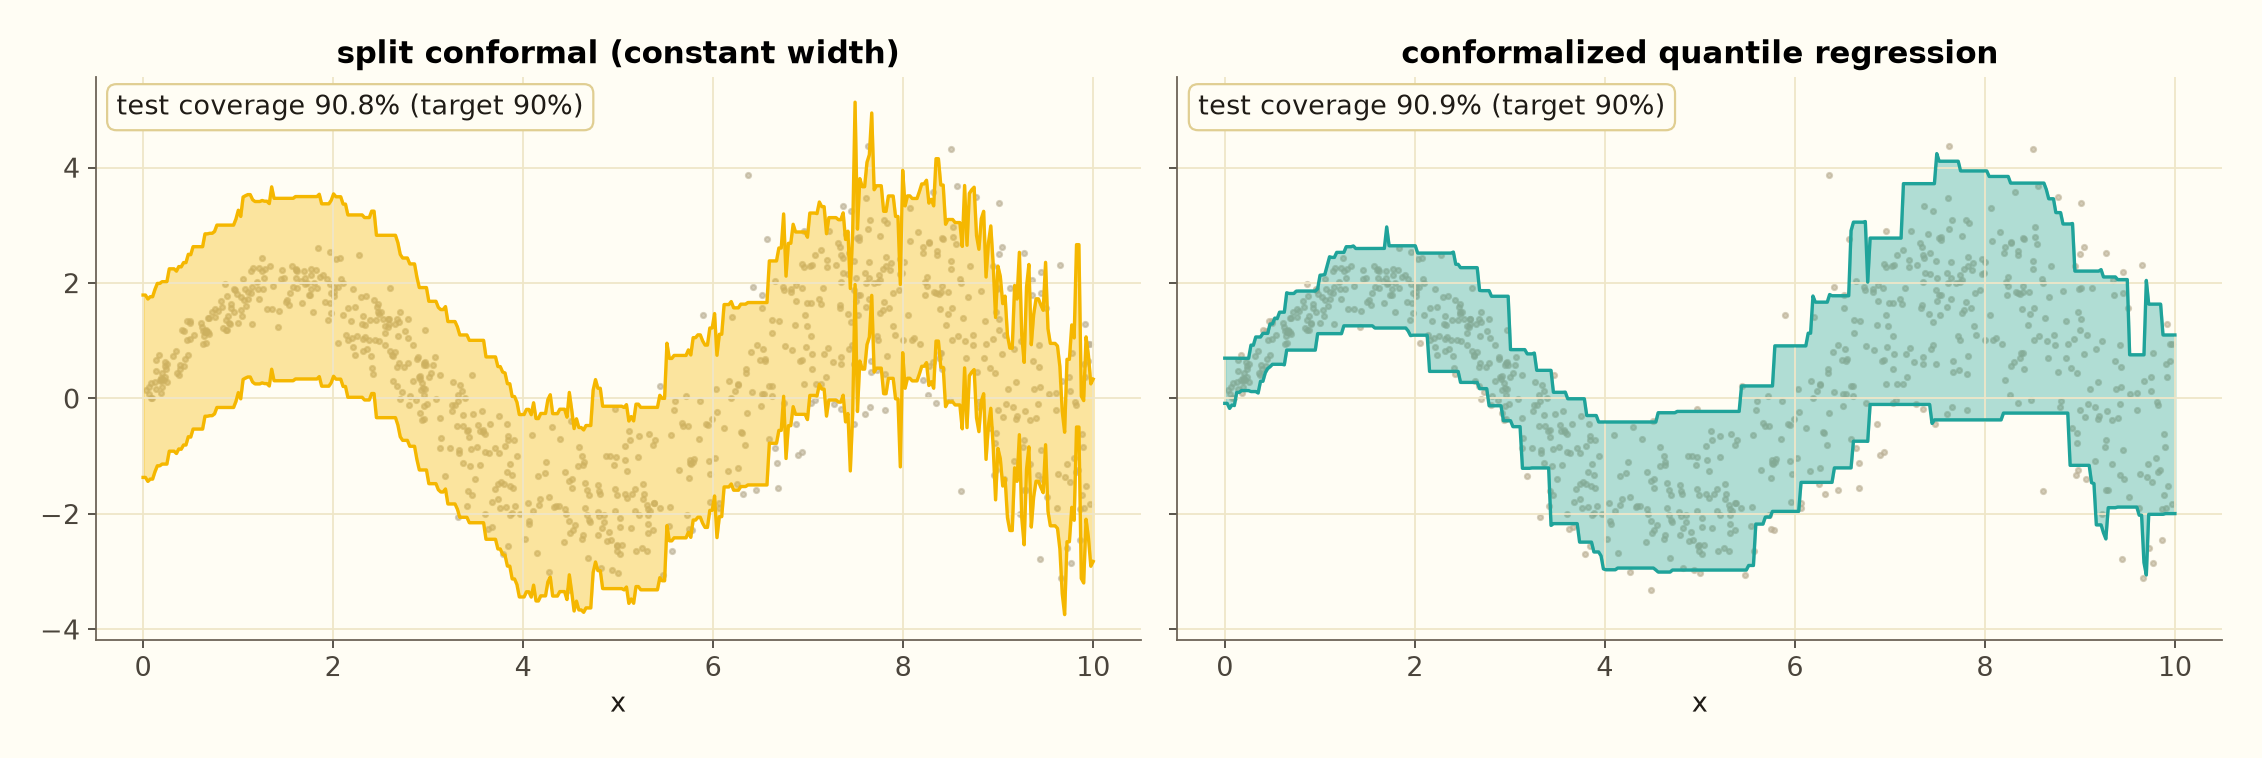 split conformal (constant width)
test coverage 90.8% (target 90%)
4
2
0
−2
−4
0 2 4 6 8 10
x
conformalized quantile regression
test coverage 90.9% (target 90%)
0 2 4 6 8 10
x